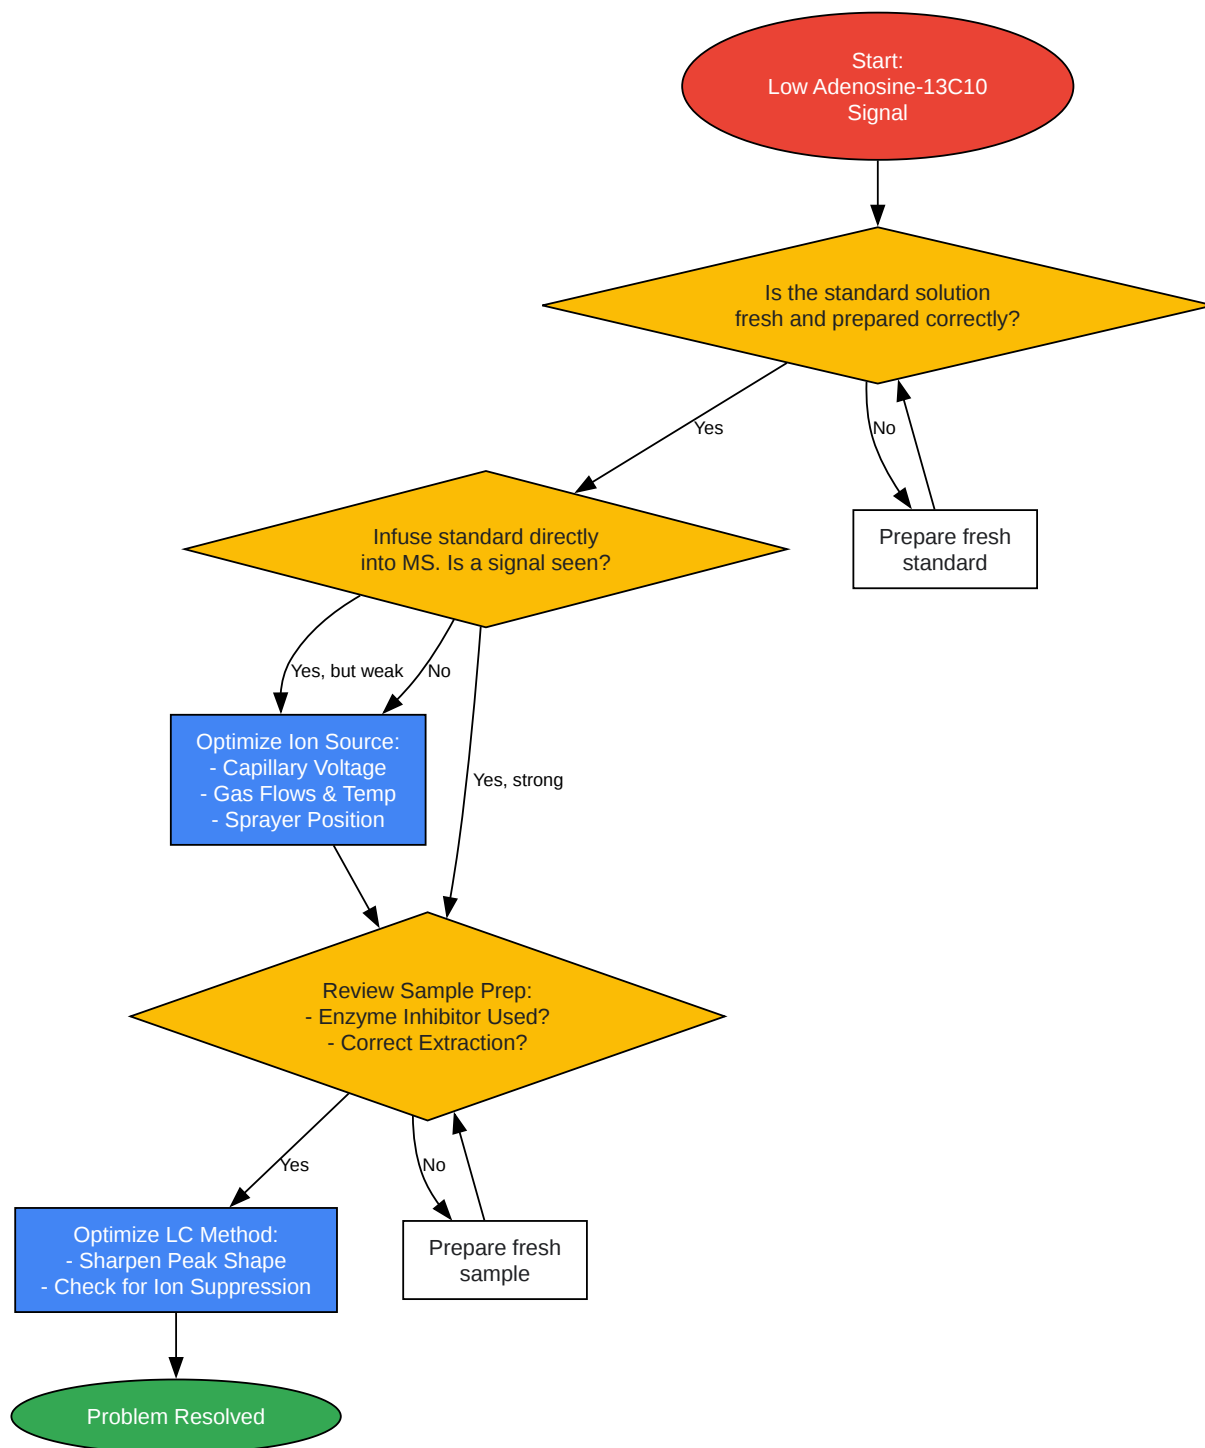 Start:
Low Adenosine-13C10
Signal
Is the standard solution
fresh and prepared correctly?
Yes
No
Infuse standard directly
into MS. Is a signal seen?
Prepare fresh
standard
Yes, but weak
No
Optimize Ion Source:
- Capillary Voltage
- Gas Flows & Temp
- Sprayer Position
Yes, strong
Review Sample Prep:
- Enzyme Inhibitor Used?
- Correct Extraction?
Yes
No
Optimize LC Method:
- Sharpen Peak Shape
- Check for Ion Suppression
Prepare fresh
sample
Problem Resolved